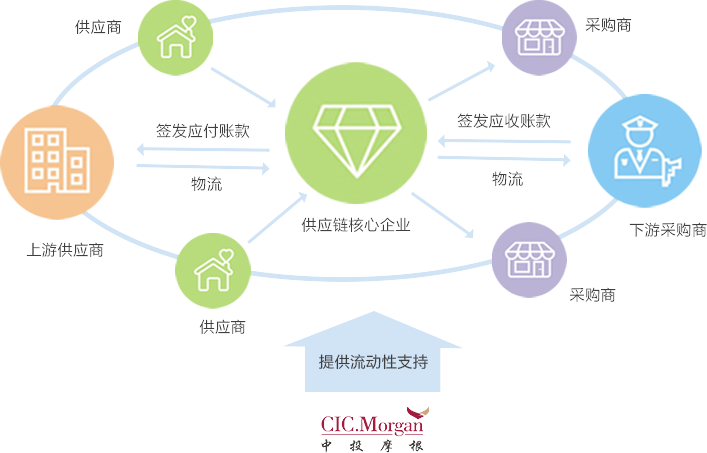 供应商
采购商
签发应付账款
签发应收账款
物流
物流
供应链核心企业
上游供应商
下游采购商
供应商
采购商
提供流动性支持
CIC.Morgan
中投摩根